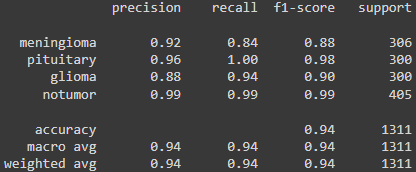 precision recall f1-score support
meningioma 0.92 0.84 0.88 306
pituitary 0.96 1.00 0.98 300
glioma 0.88 0.94 0.90 300
notumor 0.99 0.99 0.99 405
accuracy 0.94 1311
macro avg 0.94 0.94 0.94 1311
weighted avg 0.94 0.94 0.94 1311